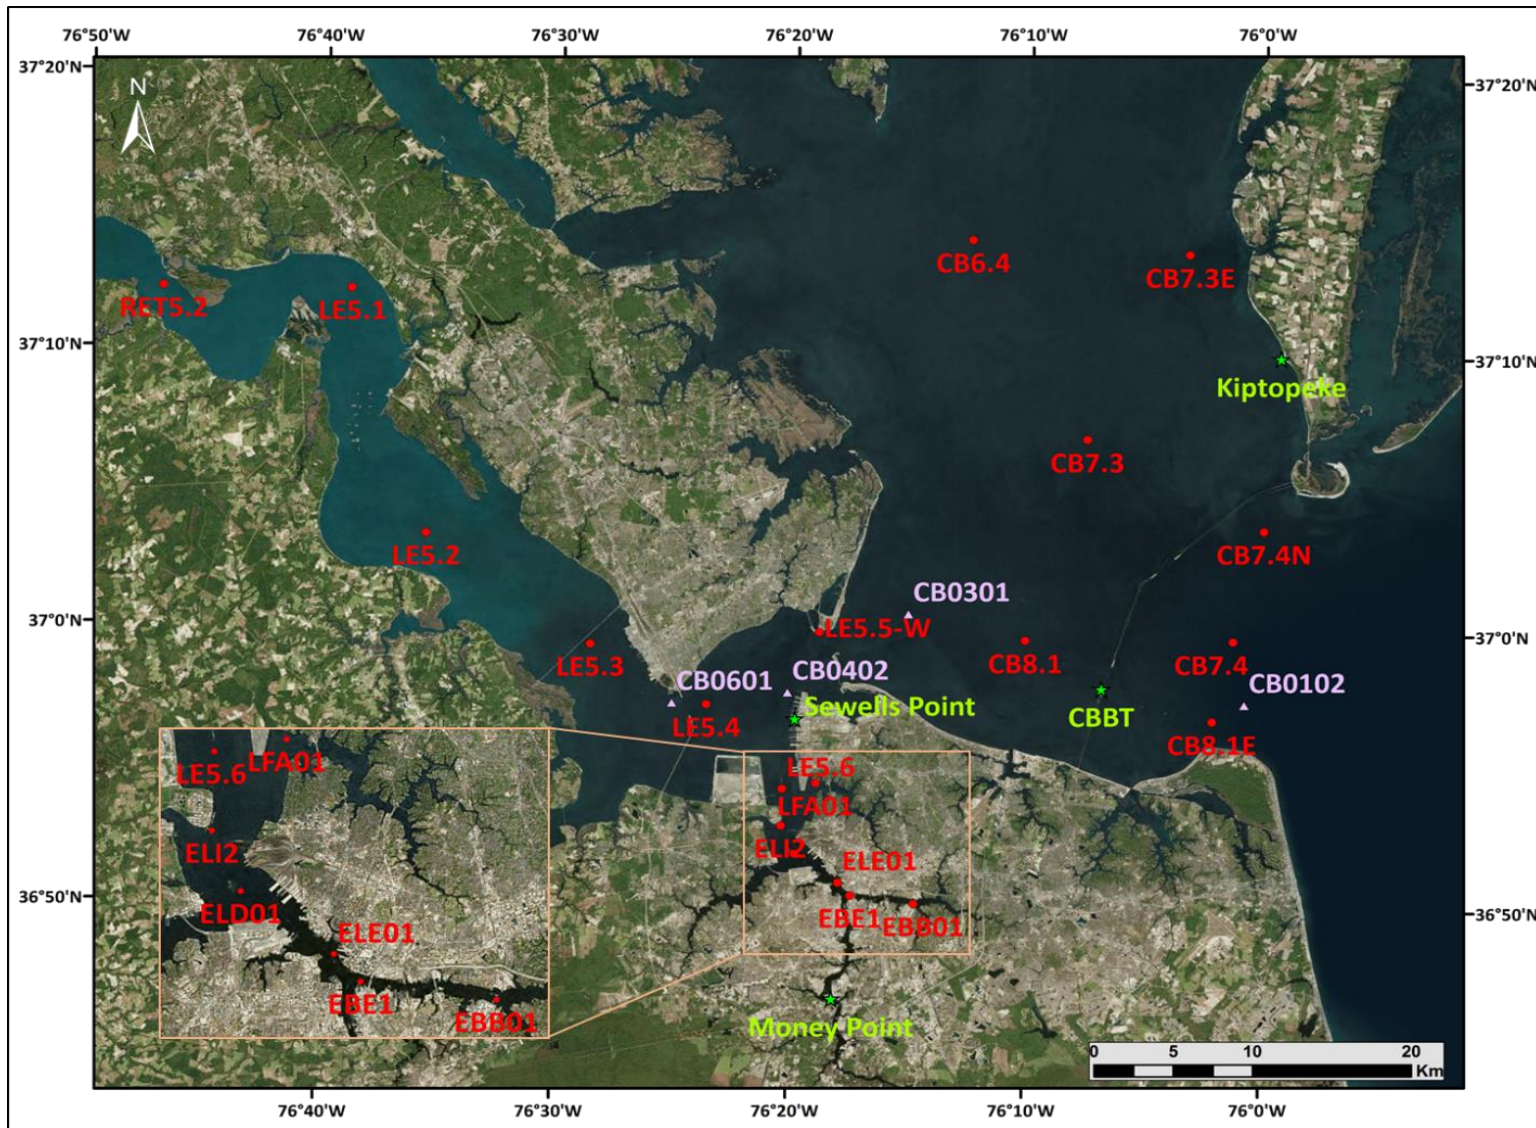 76°50'W 76°40'W 76°30'W 76°20'W 76°10'W 76°0'W
37°20'N
37°20'N
N
CB6.4
CB7.3E
RET5.2
LE5.1
37°10'N
37°10'N
Kiptopeke
CB7.3
LE5.2
CB7.4N
CB0301
37°0'N
LE5.5-W
37°0'N
LE5.3
CB8.1
CB7.4
CB0601
CB0402
CB0102
Sewells Point
LE5.4
CBBT
CB8.1E
LE5.6
LFA01
LE5.6
LFA01
ELI2
ELI2
ELE01
36°50'N
36°50'N
ELD01
EBE1
EBB01
ELE01
EBE1
EBB01
Money Point
0 5 10 20
Km
76°40'W 76°30'W 76°20'W 76°10'W 76°0'W